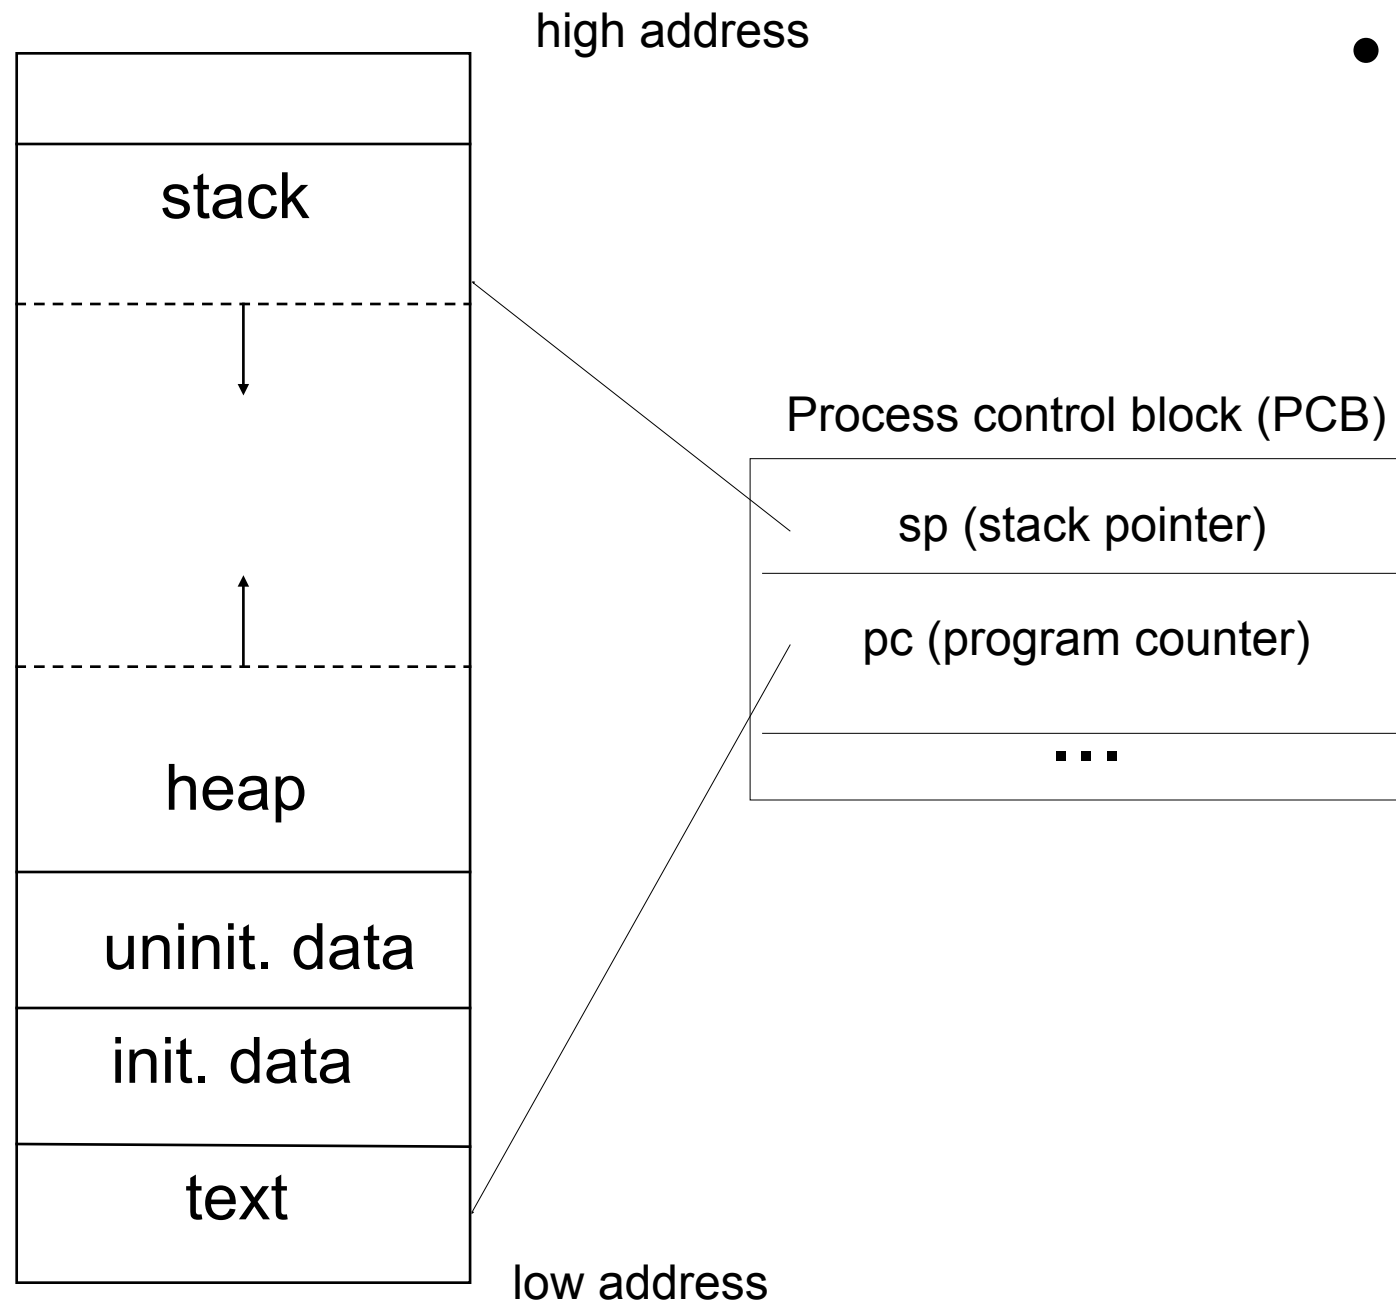 high address
stack
Process control block (PCB)
sp (stack pointer)
pc (program counter)
...
heap
uninit. data
init. data
text
low address